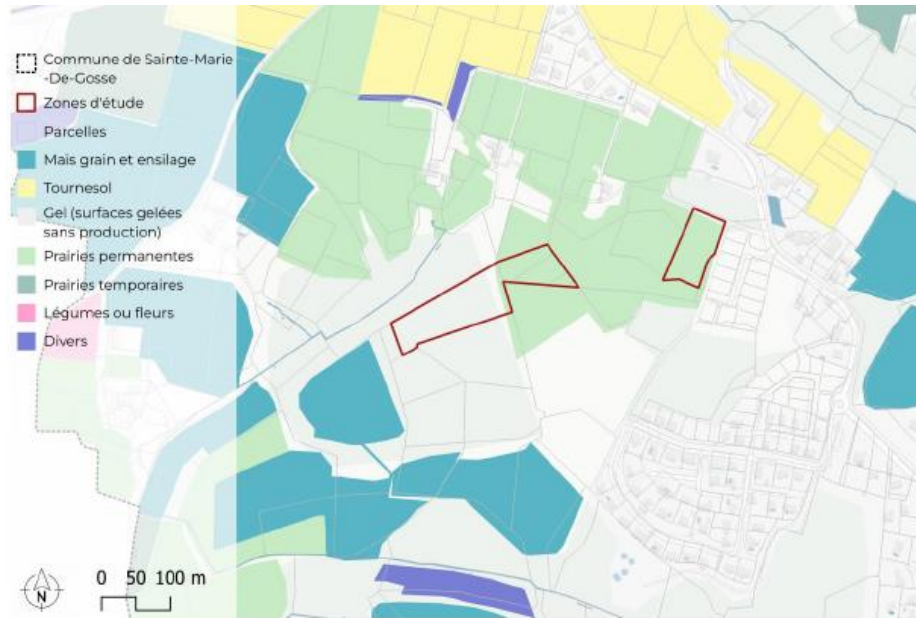 Commune de Sainte-Marie
-De-Gosse
Zones d'étude
Parcelles
Mais grain et ensilage
Tournesol
Gel (surfaces gelées
sans production)
Prairies permanentes
Prairies temporaires
Légumes ou fleurs
Divers
0 50 100 m
N